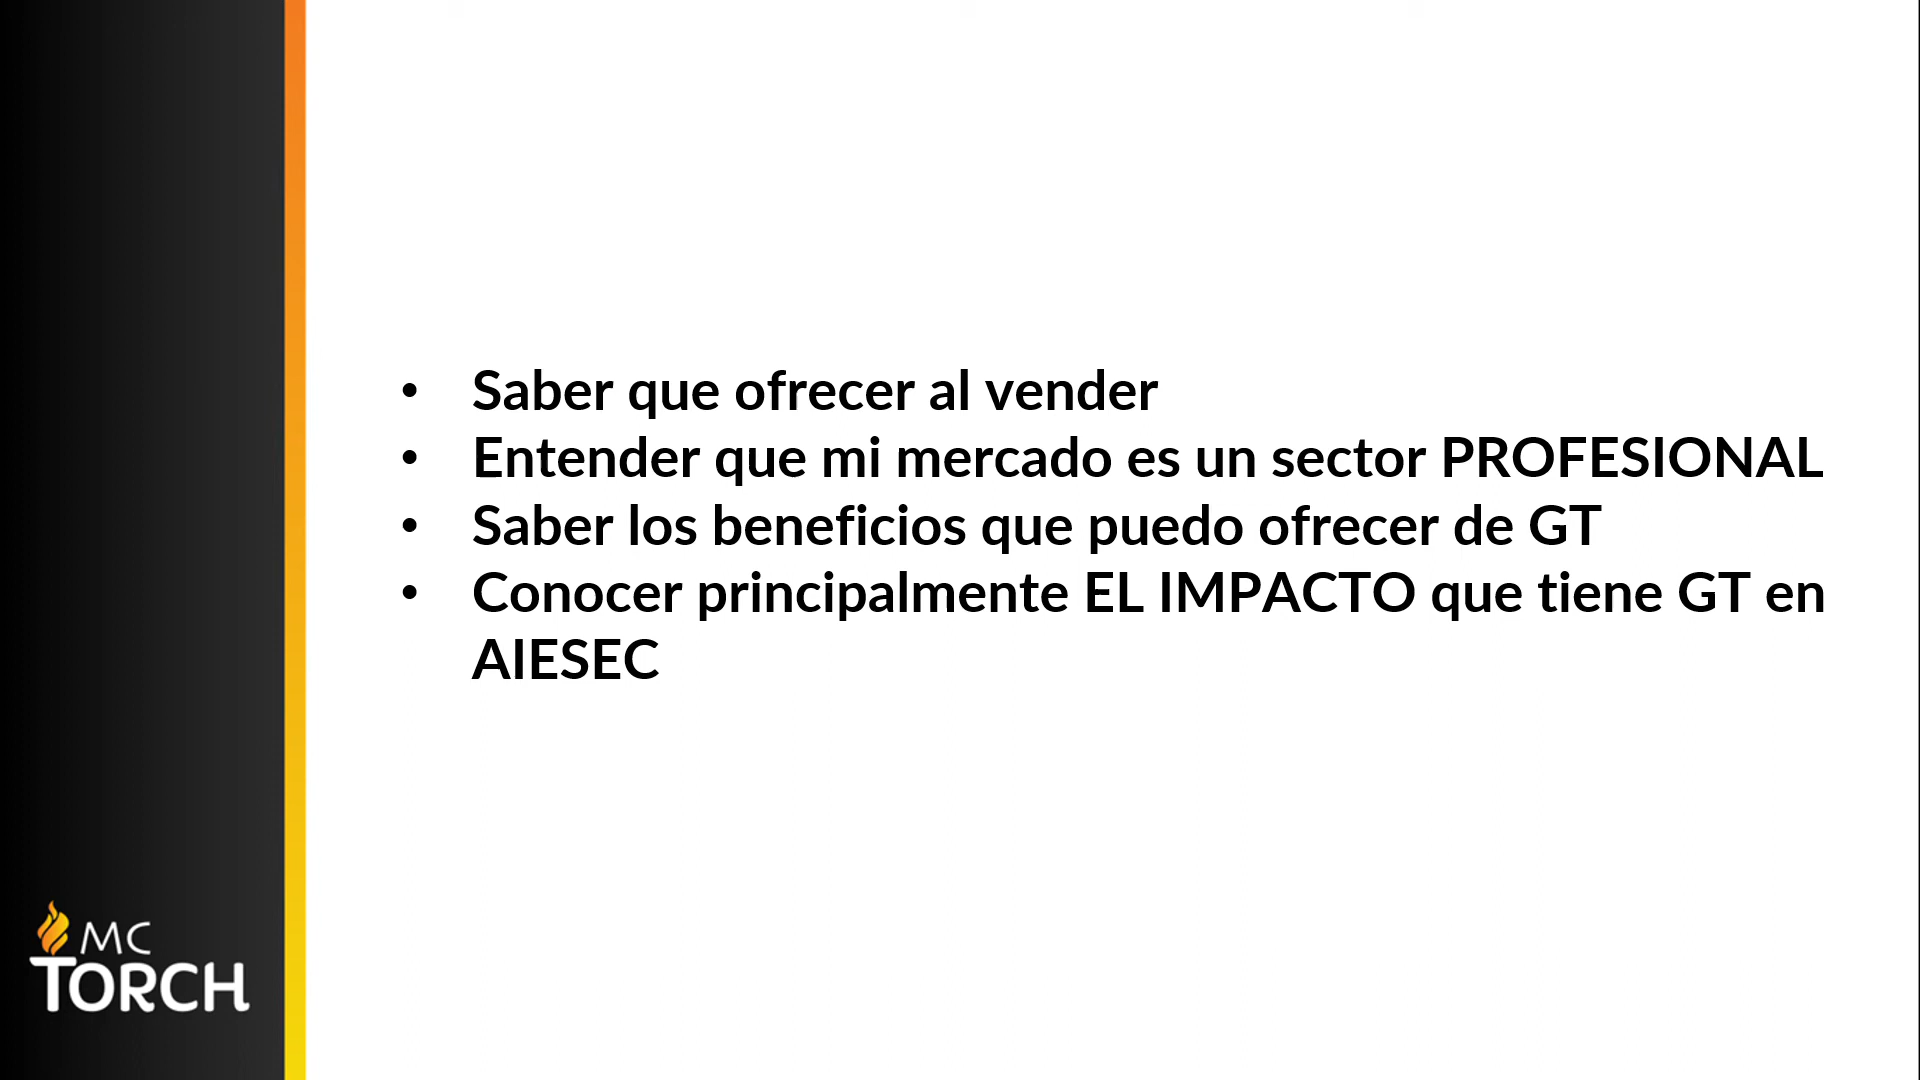 • Saber que ofrecer al vender
• Entender que mi mercado es un sector PROFESIONAL
• Saber los beneficios que puedo ofrecer de GT
• Conocer principalmente EL IMPACTO que tiene GT en
AIESEC
MC
TORCH